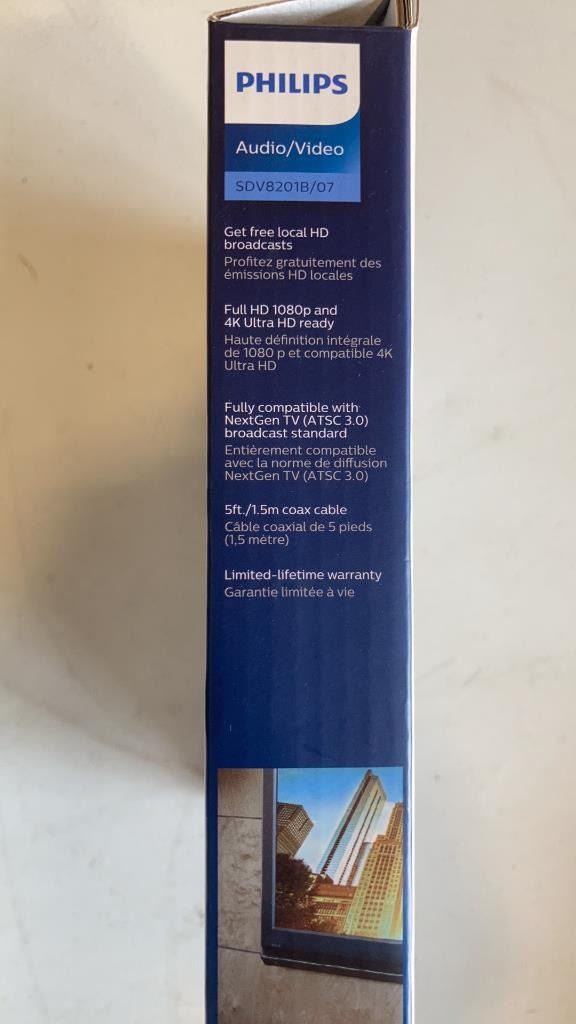 PHILIPS
Audio/Video
SDV8201B/07
Get free local HD
broadcasts
Profitez gratuitement des
émissions HD locales
Full HD 1080p and
4K Ultra HD ready
Haute définition intégrale
de 1080 p et compatible 4K
Ultra HD
Fully compatible with
NextGen TV (ATSC 3.0)
broadcast standard
Entièrement compatible
avec la norme de diffusion
NextGen TV (ATSC 3.0)
5ft./1.5m coax cable
Câble coaxial de 5 pieds
(1,5 mètre)
Limited-lifetime warranty
Garantie limitée à vie